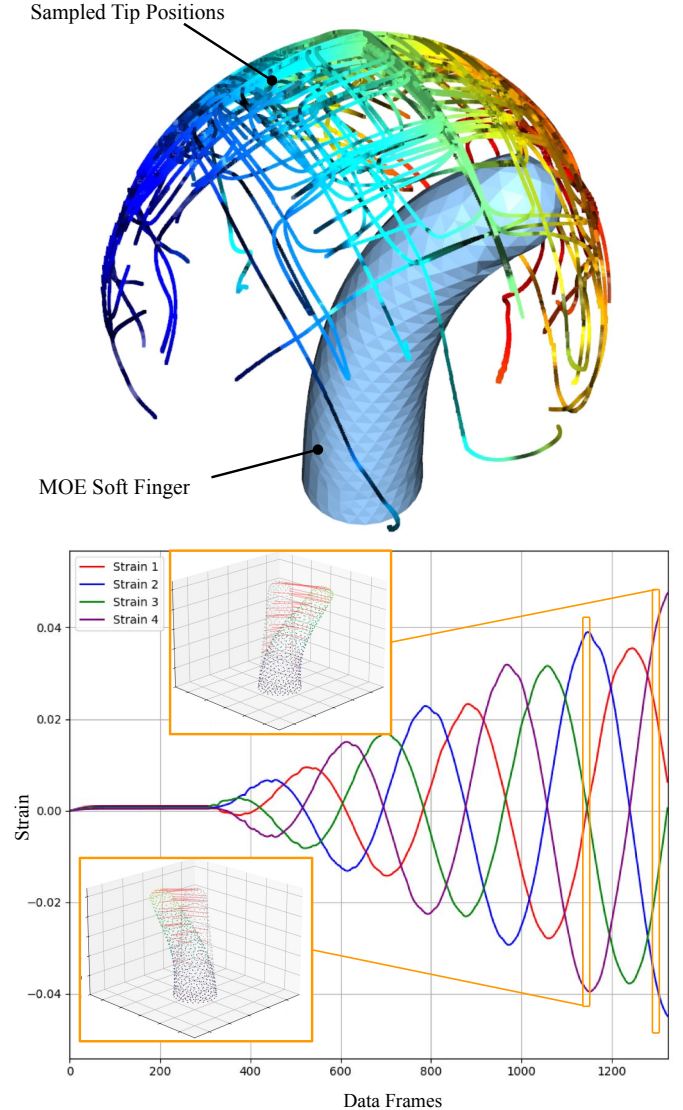 Sampled Tip Positions
MOE Soft Finger
Strain 1
Strain 2
Strain 3
Strain 4
0.04
0.02
0.00
−0.02
−0.04
Strain
0 200 400 600 800 1000 1200
Data Frames